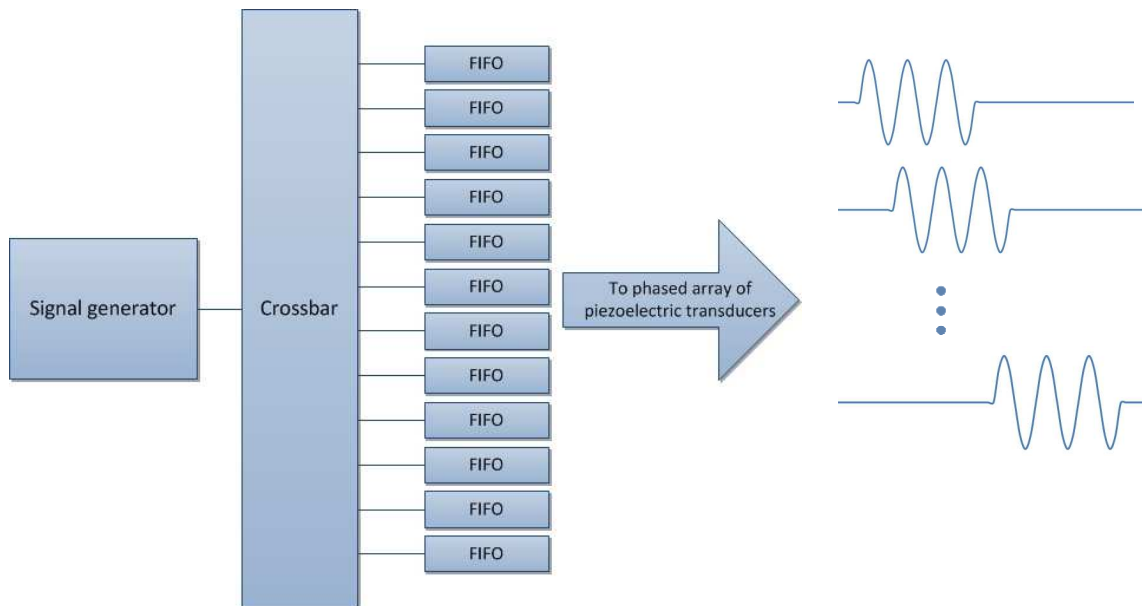 Signal generator
Crossbar
FIFO
FIFO
FIFO
FIFO
FIFO
FIFO
FIFO
FIFO
FIFO
FIFO
FIFO
FIFO
To phased array of
piezoelectric transducers